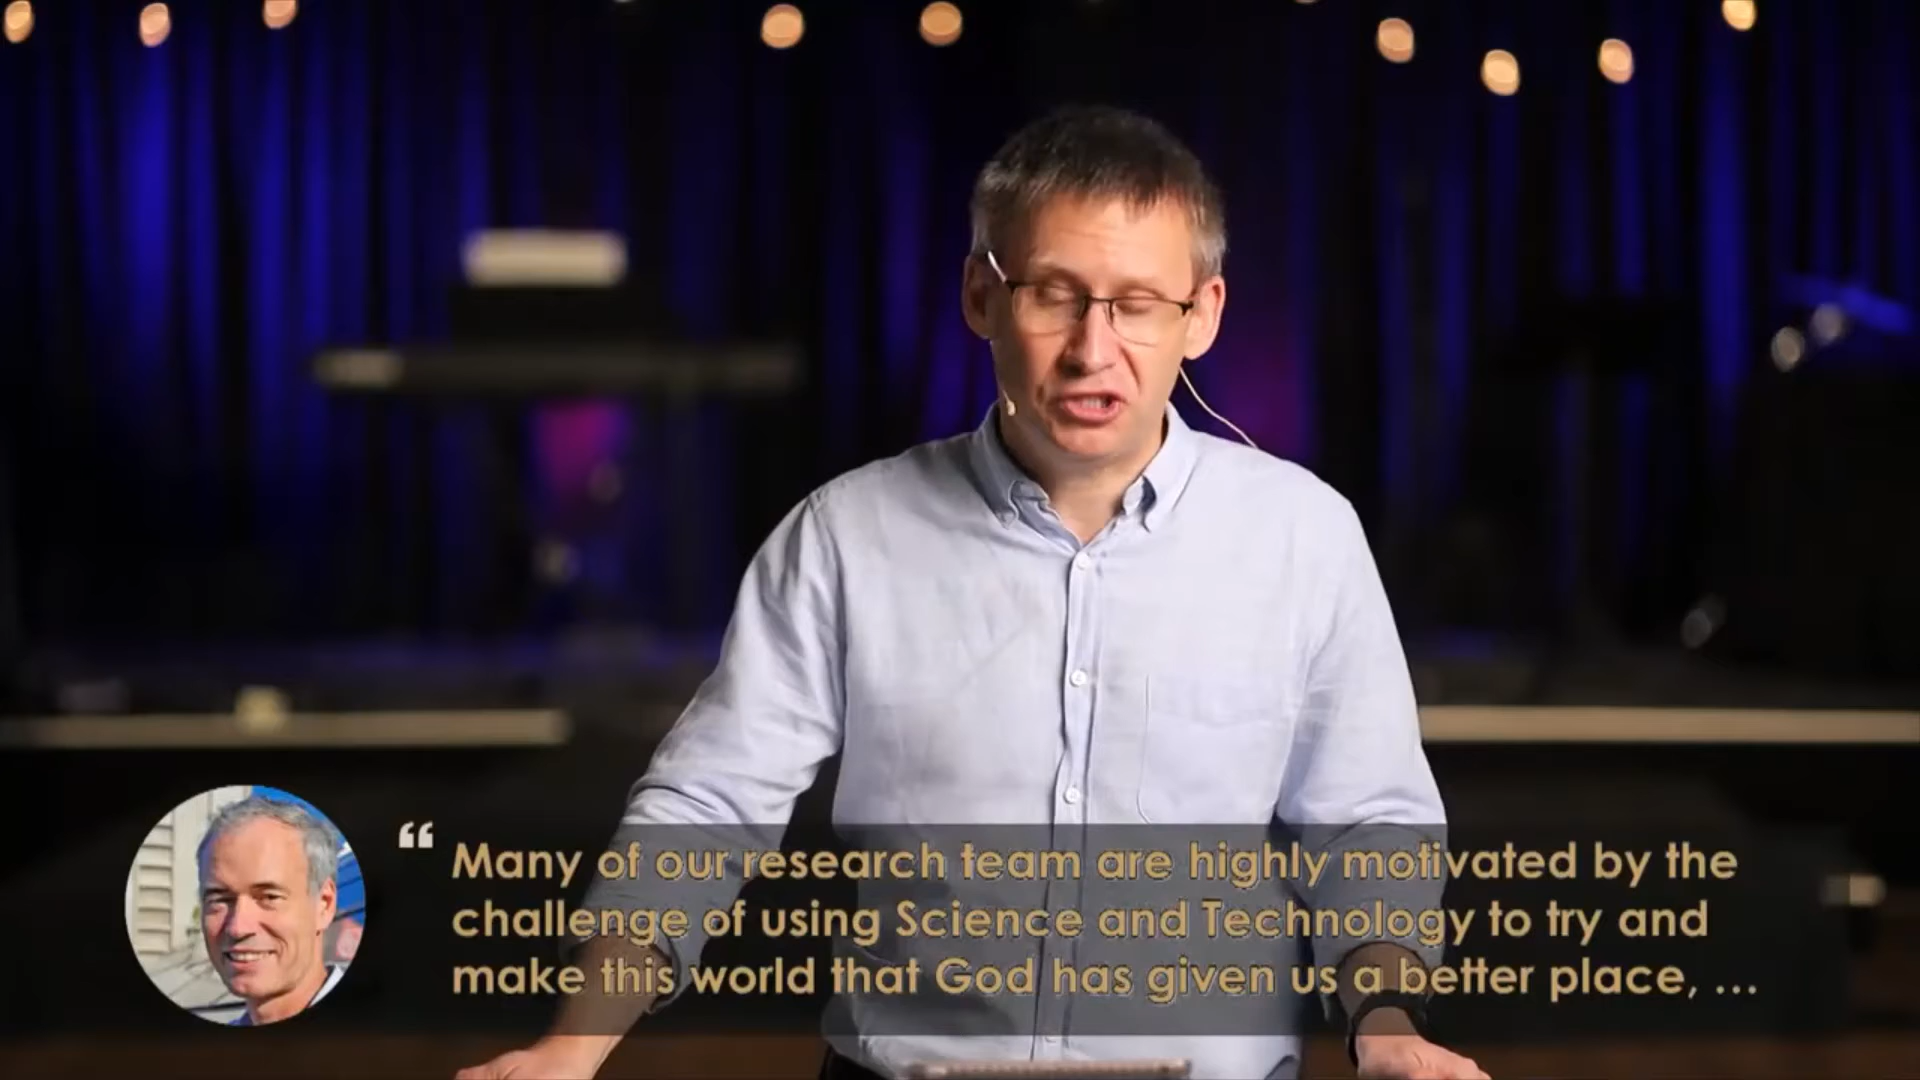 “ Many of our research team are highly motivated by the
challenge of using Science and Technology to try and
make this world that God has given us a better place, ...